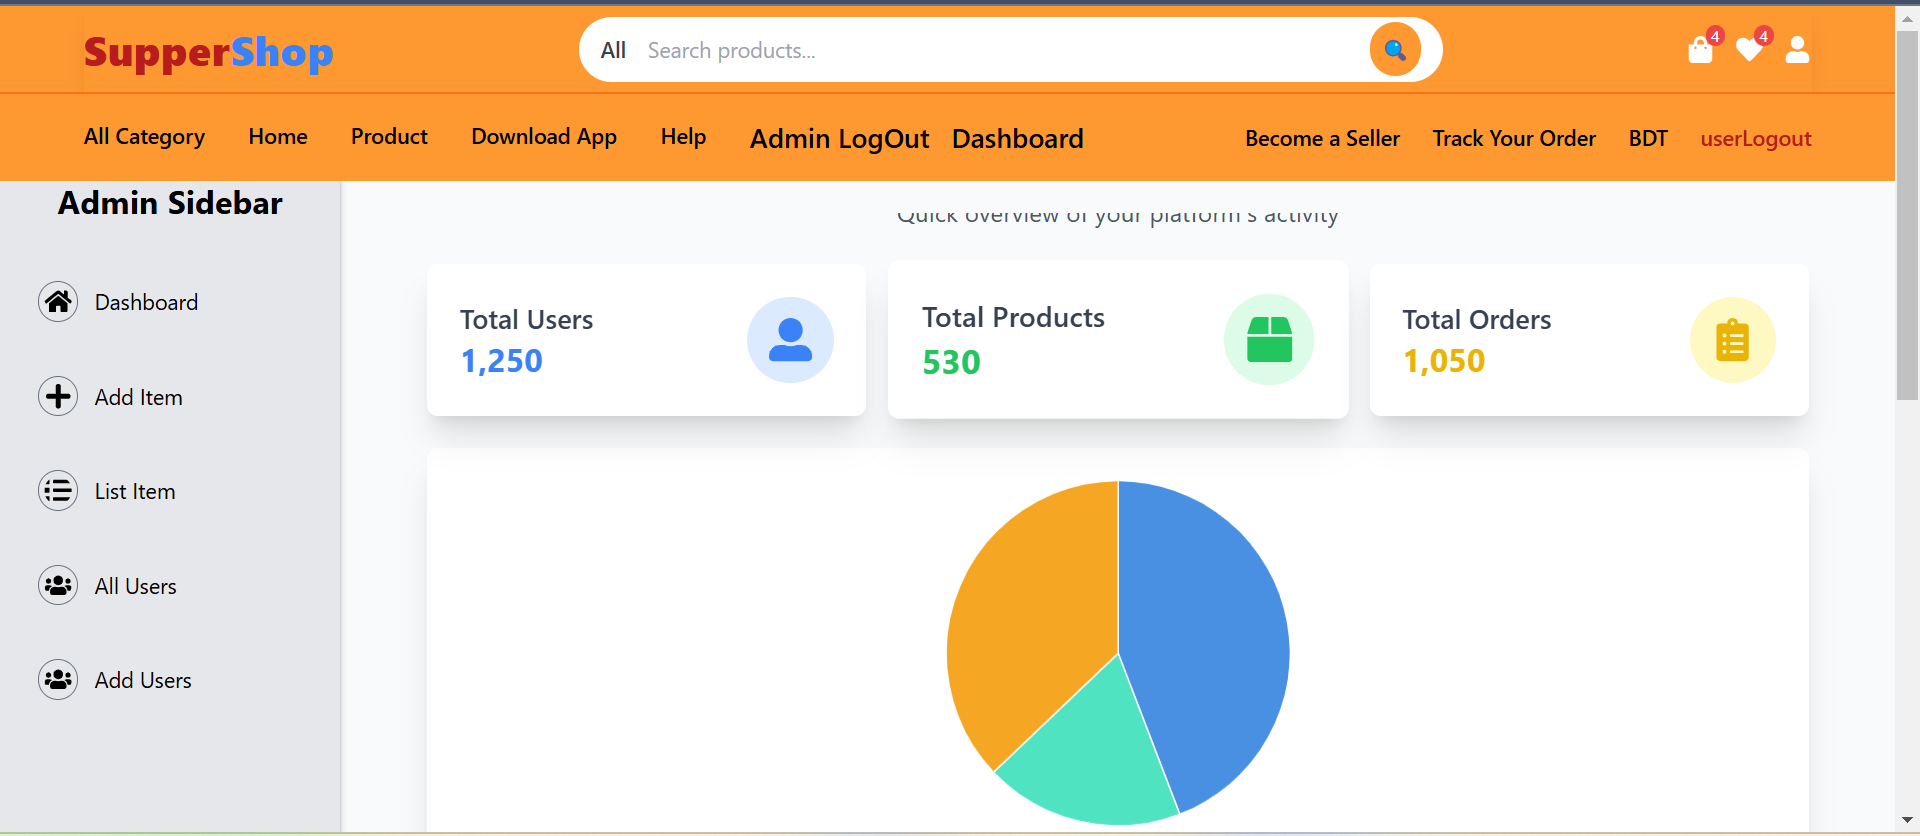 SupperShop
All Search products...
4 4
All Category Home Product Download App Help Admin LogOut Dashboard Become a Seller Track Your Order BDT userLogout
Admin Sidebar
Quick overview of your platform's activity
Dashboard
Add Item
List Item
All Users
Add Users
Total Users
1,250
Total Products
530
Total Orders
1,050